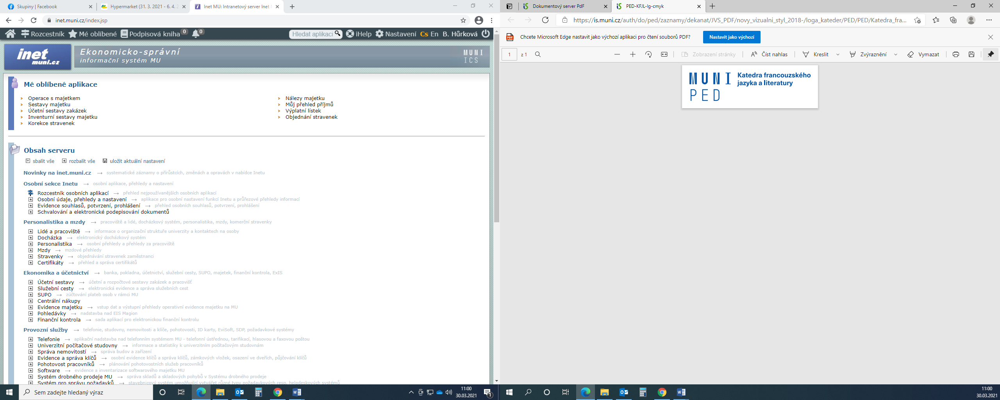 Skupiny | Facebook
Hypermarket (31. 3. 2021 - 6. 4. 2
Inet MU: Intranetový server Inet M
inet.muni.cz/index.jsp
Rozcestník Mé oblíbené Podpisová kniha 0 0 Hledat aplikaci iHelp Nastavení Cs En B. Hůrková
inet muni.cz
Ekonomicko-správní
informační systém MU
MUNI
ICS
Mé oblíbené aplikace
Operace s majetkem
Sestavy majetku
Účetní sestavy zakázek
Inventurní sestavy majetku
Korekce stravenek
Nálezy majetku
Můj přehled příjmů
Výplatní lístek
Objednání stravenek
Obsah serveru
sbalit vše rozbalit vše uložit aktuální nastavení
Novinky na inet.muni.cz → systematické záznamy o přírůstcích, změnách a opravách v nabídce Inetu
Osobní sekce Inetu → osobní aplikace, přehledy a nastavení
Rozcestník osobních aplikací → přehled nejpoužívanějších osobních aplikací
Osobní údaje, přehledy a nastavení → aplikace pro osobní nastavení funkcí Inetu a průřezové přehledy informací
Evidence souhlasů, potvrzení, prohlášení → přehled osobních souhlasů, potvrzení, prohlášení
Schvalování a elektronické podepisování dokumentů
Personalistika a mzdy → pracoviště a lidé, docházkový systém, personalistika, mzdy, komerční stravenky
Lidé a pracoviště → informace o organizační struktuře univerzity a kontaktech na osoby
Docházka → elektronický docházkový systém
Personalistika → osobní přehledy a přehledy za pracoviště
Mzdy → mzdové přehledy
Stravenky → objednávání stravenek zaměstnanci
Certifikáty → přehled a správa certifikátů
Ekonomika a účetnictví → banka, pokladna, účetnictví, služební cesty, SUPO, majetek, finanční kontrola, ExIS
Účetní sestavy → účetní a rozpočtové sestavy zakázek a pracovišť
Služební cesty → elektronická evidence a správa služebních cest
SUPO → zúčtování plateb osob v rámci MU
Centrální nákupy
Evidence majetku → vstup dat a výstupní přehledy operativní evidence majetku na MU
Pohledávky → nadstavba nad EIS Magion
Finanční kontrola → sada aplikací pro elektronickou finanční kontrolu
Provozní služby → telefonie, studovny, nemovitosti a klíče, pohotovosti, ID karty, EviSoft, SDP, požadavkové systémy
Telefonie → aplikační nadstavba nad telefonním systémem MU - telefonní ústřednou, tarifikací, hlasovou a faxovou poštou
Univerzitní počítačové studovny → informace a statistiky k univerzitním počítačovým studovnám
Správa nemovitostí → správa budov a zařízení
Evidence a správa klíčů → osobní evidence klíčů a správa klíčů, zámkových vložek, osazení ve dveřích, půjčování klíčů
Pohotovost pracovníků → plánování pohotovostních služeb pracovníků
Software → evidence a inventarizace softwarového majetku MU
Systém drobného prodeje MU → správa skladů a skladových pohybů v Systému drobného prodeje
Systém pro správu požadavků → stavebnicový systém umožňující vytvářet různé typy požadavkových resp. helpdeskových systémů
Sem zadejte hledaný výraz
11:00
30.03.2021
1
Dokumentový server PdF
PED-KFJL-lg-cmyk
https://is.muni.cz/auth/do/ped/zaznamy/dekanat/JVS_PDF/novy_vizualni_styl_2018-/loga_kateder/PED/PED/Katedra_fra...
Chcete Microsoft Edge nastavit jako výchozí aplikaci pro čtení souborů PDF? Nastavit jako výchozí
1 z 1 Zobrazení stránky Číst nahlas Kreslit Zvýraznění Vymazat
MUNI
PED
Katedra francouzského
jazyka a literatury
11:00
30.03.2021